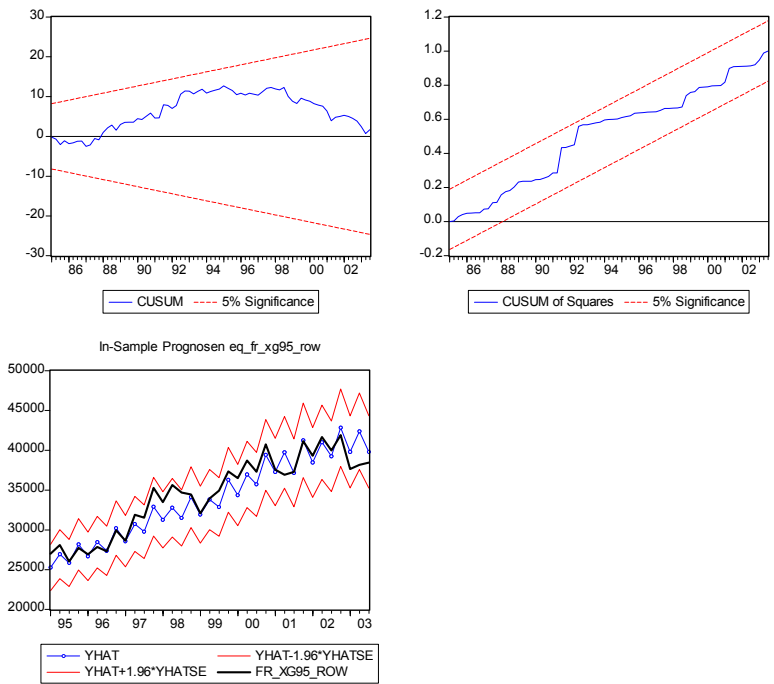 30
20
10
0
-10
-20
-30
86 88 90 92 94 96 98 00 02
CUSUM 5% Significance
1.2
1.0
0.8
0.6
0.4
0.2
0.0
-0.2
86 88 90 92 94 96 98 00 02
CUSUM of Squares 5% Significance
In-Sample Prognosen eq_fr_xg95_row
50000
45000
40000
35000
30000
25000
20000
95 96 97 98 99 00 01 02 03
YHAT YHAT-1.96*YHATSE
YHAT+1.96*YHATSE FR_XG95_ROW